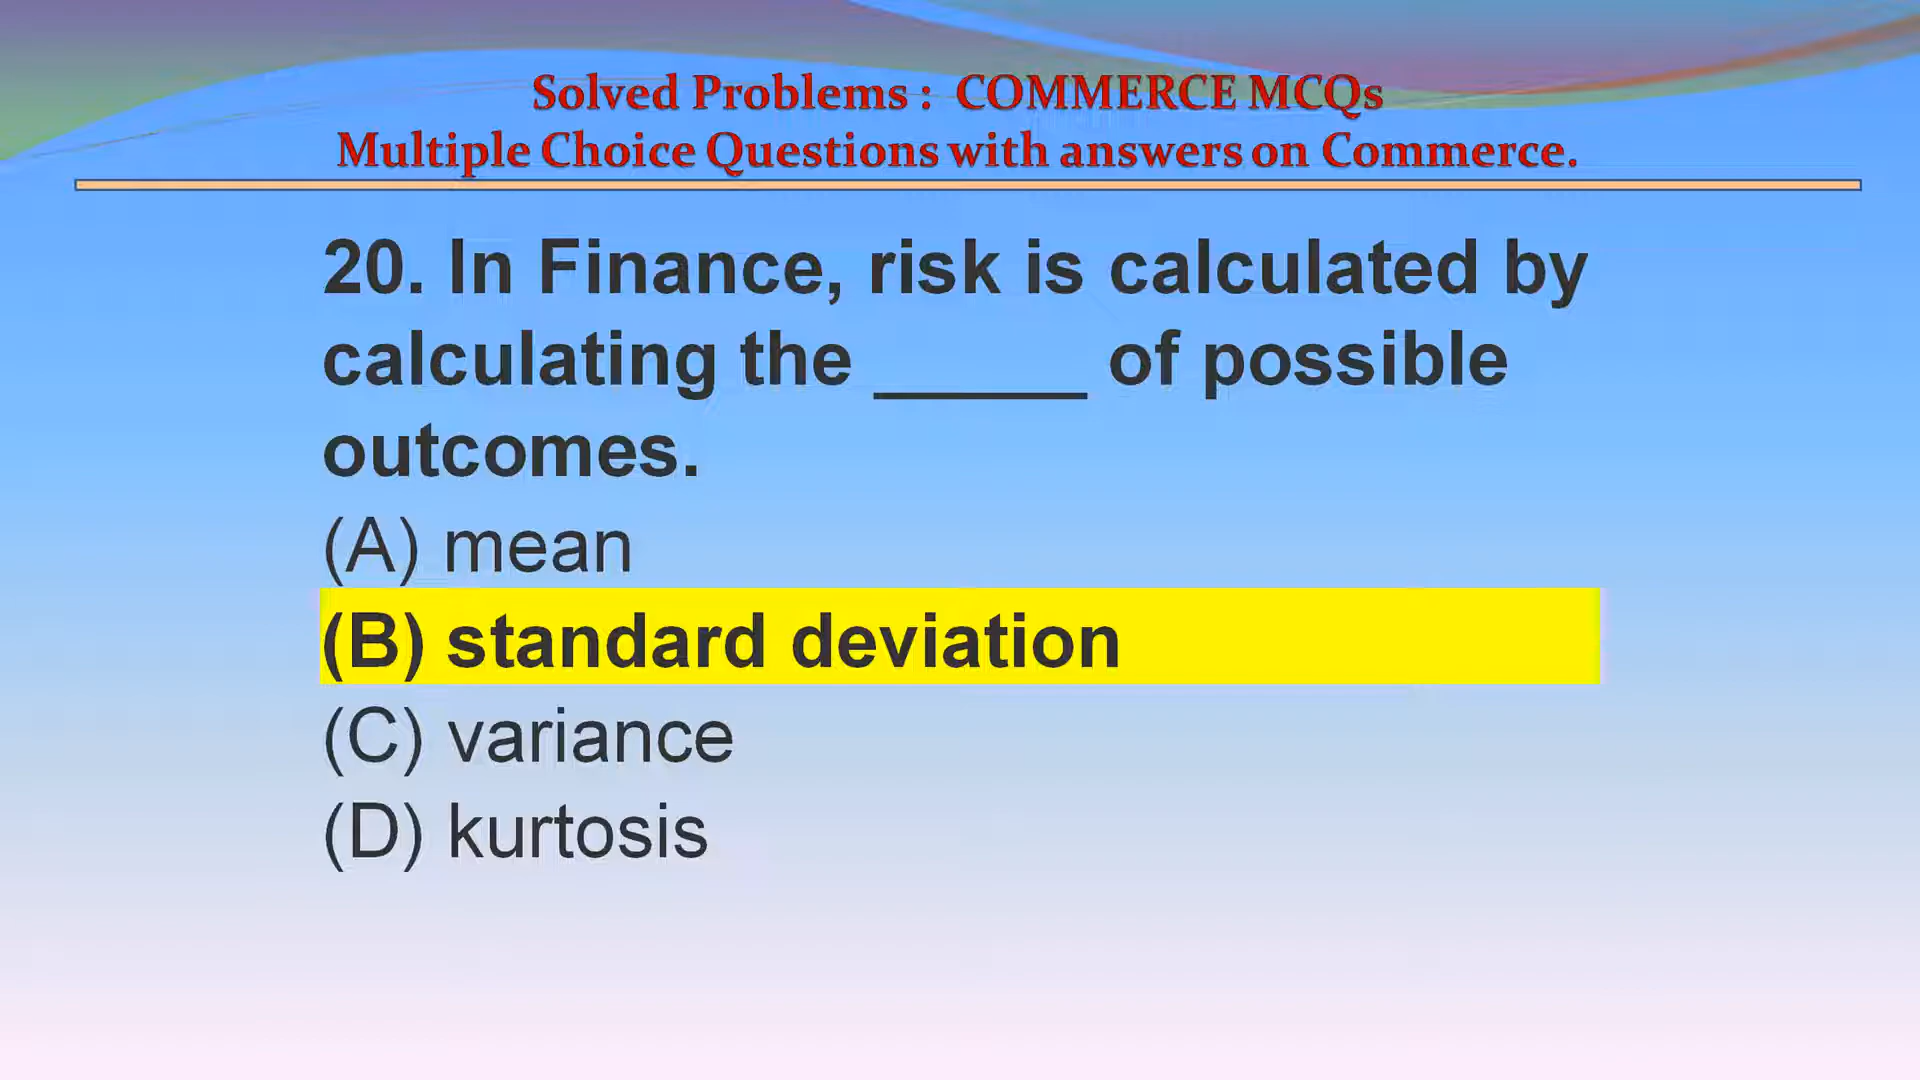 Solved Problems : COMMERCE MCQs
Multiple Choice Questions with answers on Commerce.
20. In Finance, risk is calculated by
calculating the _____ of possible
outcomes.
(A) mean
(B) standard deviation
(C) variance
(D) kurtosis